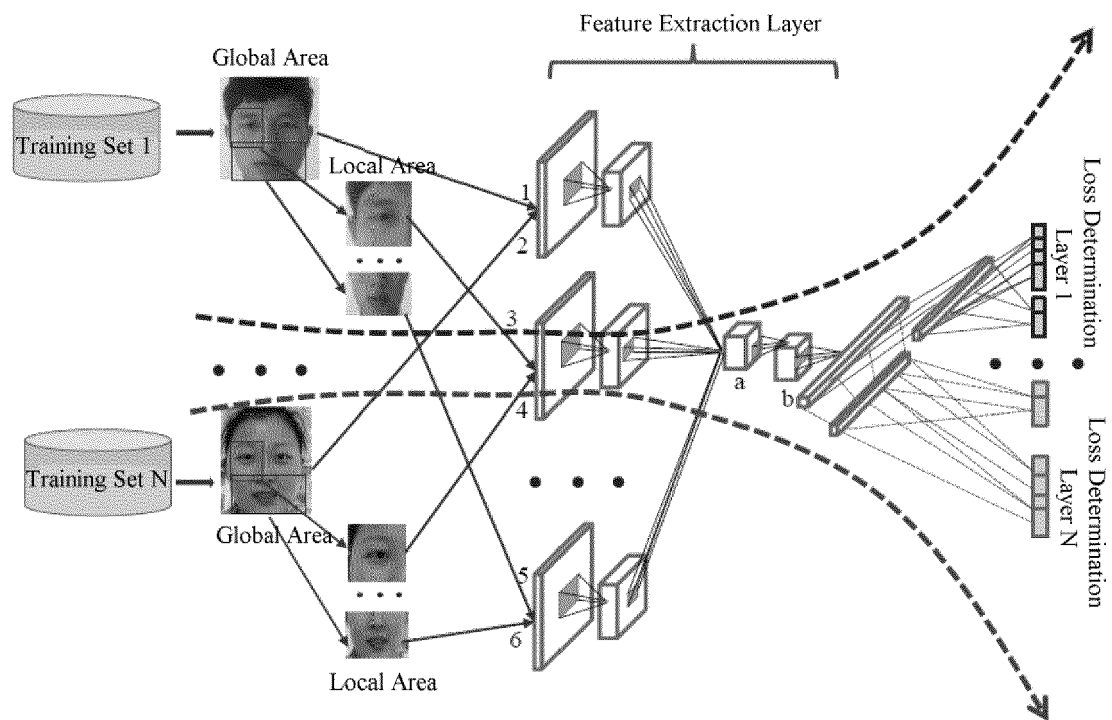 Feature Extraction Layer
Global Area
Training Set 1
Local Area
1
2
3
4
a
b
Loss Determination
Layer 1
Training Set N
Global Area
5
6
Local Area
Loss Determination
Layer N